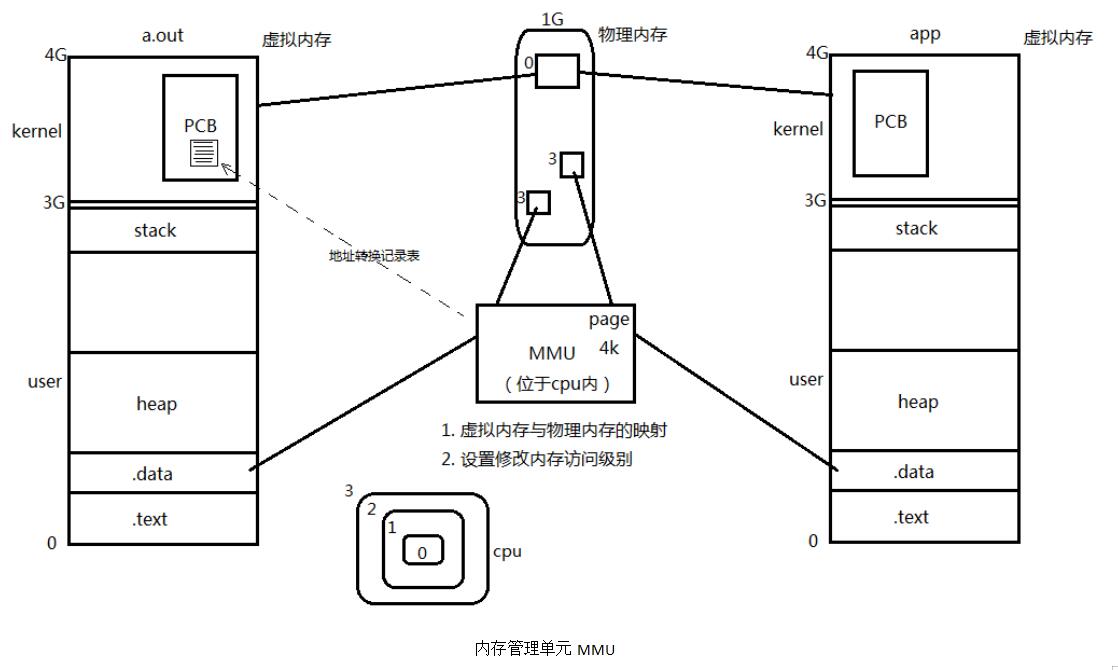 1G
a.out
虚拟内存
物理内存
app
虚拟内存
4G
0
4G
PCB
PCB
kernel
kernel
3
3G
3
3G
stack
stack
地址转换记录表
page
MMU
4k
(位于cpu内)
user
user
heap
heap
1. 虚拟内存与物理内存的映射
2. 设置修改内存访问级别
.data
.data
3
2
1
0
cpu
.text
.text
0
0
内存管理单元 MMU